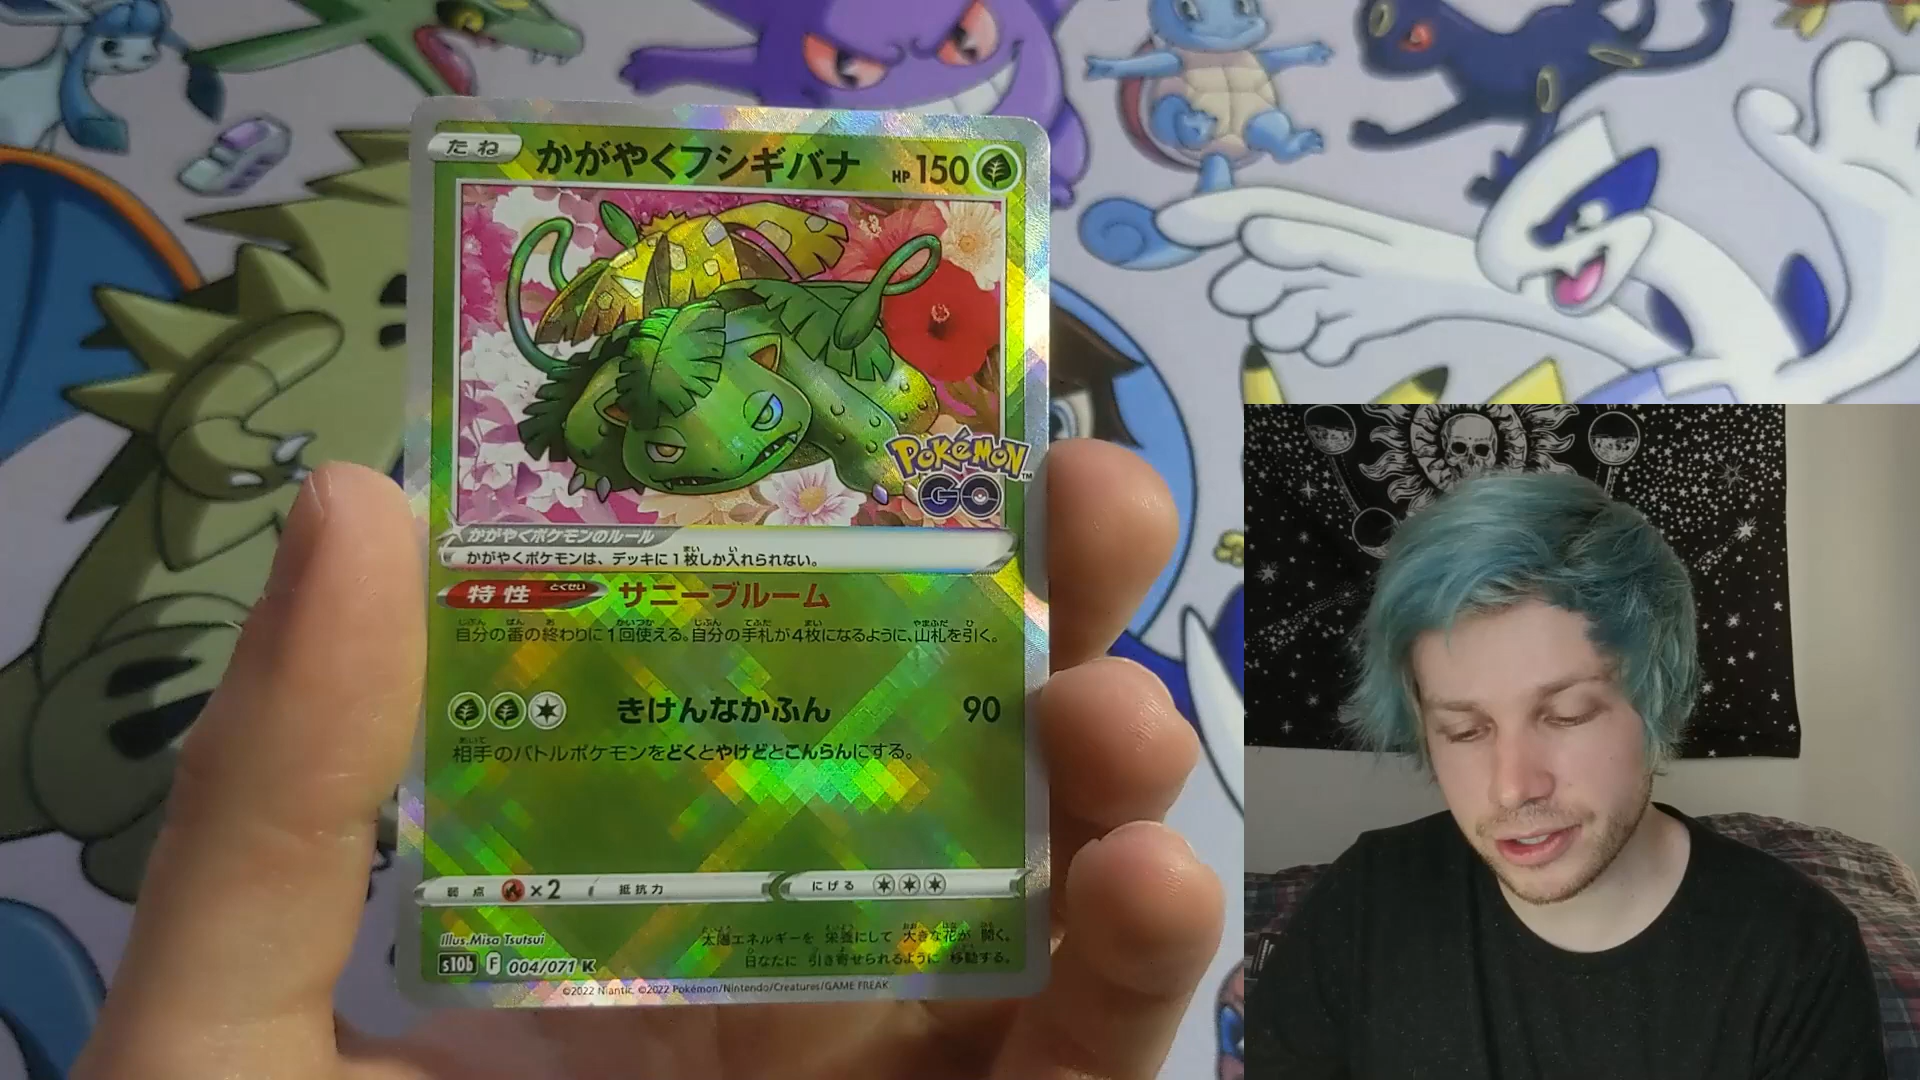 たね かがやくフシギバナ HP 150
POKÉMON™
GO
かがやくポケモンのルール
かがやくポケモンは、デッキに1枚しか入れられない。
特性 サニーブルーム
自分の番の終わりに1回使える。自分の手札が4枚になるように、山札を引く。
きけんなかふん 90
相手のバトルポケモンをどくとやけどとこんらんにする。
弱点 ×2 抵抗力 にげる
Illus.Misa Tsutsui
太陽エネルギーを 栄養にして 大きな花が 開く。
日なたに 引き寄せられるように 移動する。
s10b F 004/071 K
©2022 Niantic, ©2022 Pokémon/Nintendo/Creatures/GAME FREAK.